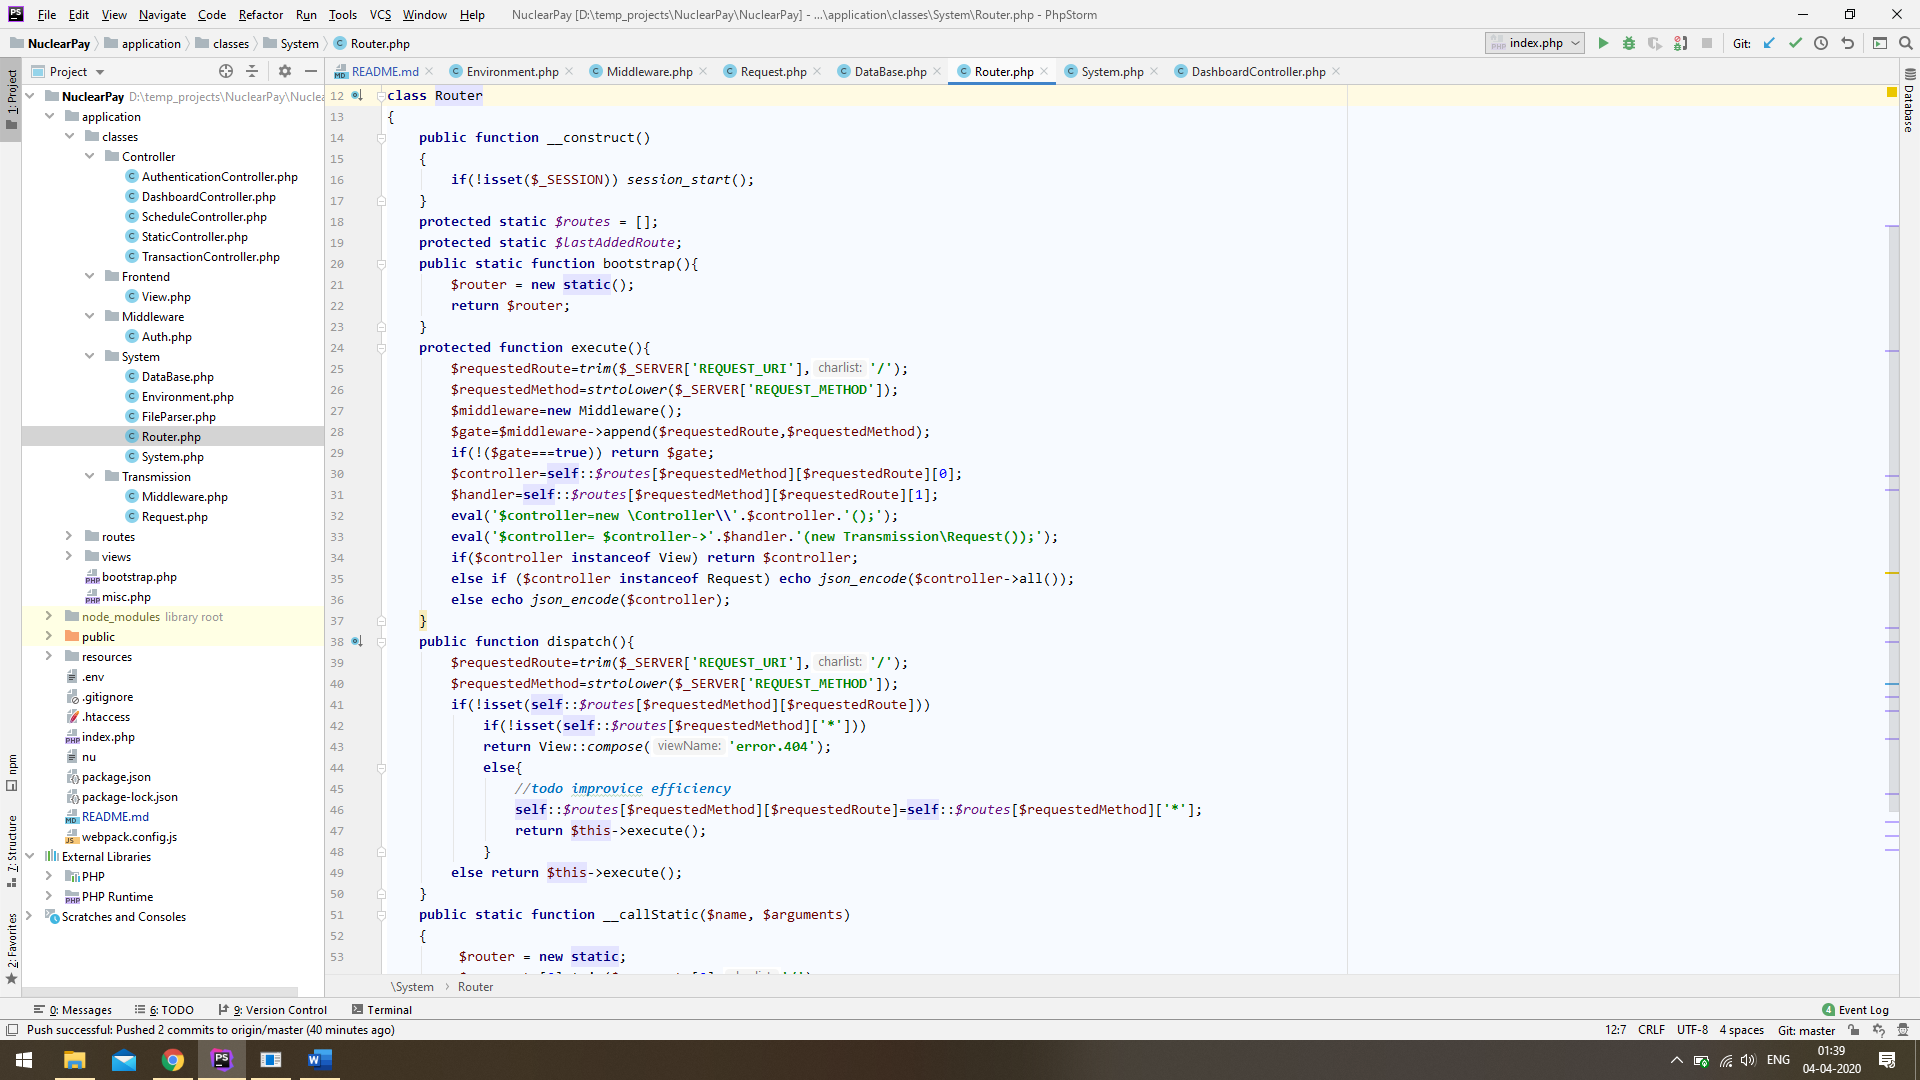 File Edit View Navigate Code Refactor Run Tools VCS Window Help NuclearPay [D:\temp_projects\NuclearPay\NuclearPay] - ...\application\classes\System\Router.php - PhpStorm
NuclearPay application classes System Router.php index.php Git:
Project README.md Environment.php Middleware.php Request.php DataBase.php Router.php System.php DashboardController.php
1: Project
7: Structure
npm
2: Favorites
Database
NuclearPay D:\temp_projects\NuclearPay\Nuclea
application
classes
Controller
AuthenticationController.php
DashboardController.php
ScheduleController.php
StaticController.php
TransactionController.php
Frontend
View.php
Middleware
Auth.php
System
DataBase.php
Environment.php
FileParser.php
Router.php
System.php
Transmission
Middleware.php
Request.php
routes
views
bootstrap.php
misc.php
node_modules library root
public
resources
.env
.gitignore
.htaccess
index.php
nu
package.json
package-lock.json
README.md
webpack.config.js
External Libraries
PHP
PHP Runtime
Scratches and Consoles
12 class Router
13 {
14 public function __construct()
15 {
16 if(!isset($_SESSION)) session_start();
17 }
18 protected static $routes = [];
19 protected static $lastAddedRoute;
20 public static function bootstrap(){
21 $router = new static();
22 return $router;
23 }
24 protected function execute(){
25 $requestedRoute=trim($_SERVER['REQUEST_URI'], charlist: '/');
26 $requestedMethod=strtolower($_SERVER['REQUEST_METHOD']);
27 $middleware=new Middleware();
28 $gate=$middleware->append($requestedRoute,$requestedMethod);
29 if(!($gate===true)) return $gate;
30 $controller=self::$routes[$requestedMethod][$requestedRoute][0];
31 $handler=self::$routes[$requestedMethod][$requestedRoute][1];
32 eval('$controller=new \Controller\\'.$controller.'();');
33 eval('$controller= $controller->'.$handler.'(new Transmission\Request());');
34 if($controller instanceof View) return $controller;
35 else if ($controller instanceof Request) echo json_encode($controller->all());
36 else echo json_encode($controller);
37 }
38 public function dispatch(){
39 $requestedRoute=trim($_SERVER['REQUEST_URI'], charlist: '/');
40 $requestedMethod=strtolower($_SERVER['REQUEST_METHOD']);
41 if(!isset(self::$routes[$requestedMethod][$requestedRoute]))
42 if(!isset(self::$routes[$requestedMethod]['*']))
43 return View::compose( viewName: 'error.404');
44 else{
45 //todo improvice efficiency
46 self::$routes[$requestedMethod][$requestedRoute]=self::$routes[$requestedMethod]['*'];
47 return $this->execute();
48 }
49 else return $this->execute();
50 }
51 public static function __callStatic($name, $arguments)
52 {
53 $router = new static;
\System › Router
0: Messages 6: TODO 9: Version Control Terminal 4 Event Log
Push successful: Pushed 2 commits to origin/master (40 minutes ago) 12:7 CRLF UTF-8 4 spaces Git: master
ENG 01:39
04-04-2020